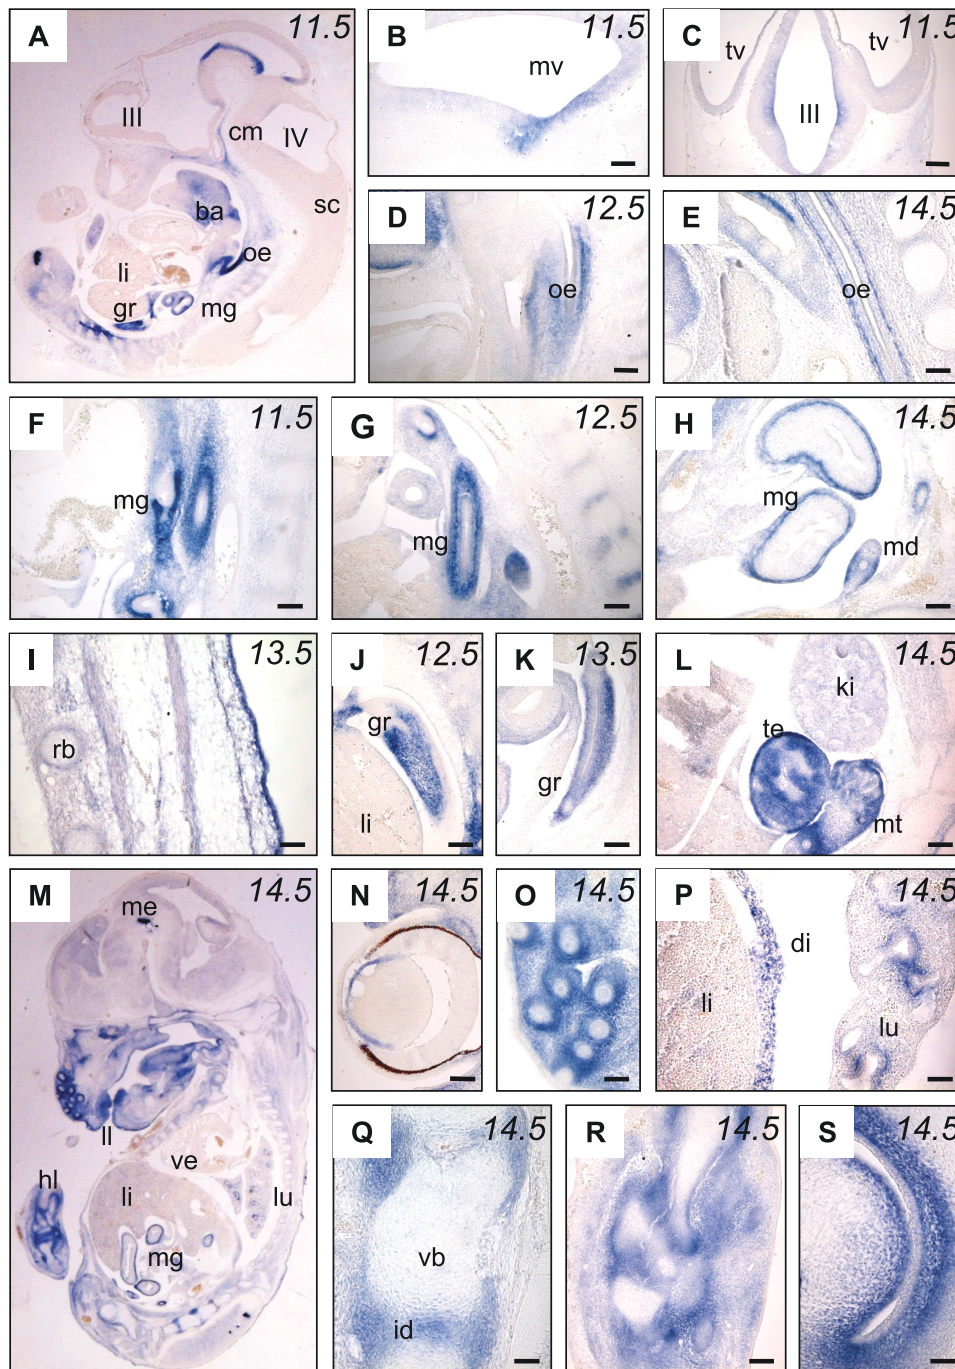 A 11.5
III
cm
IV
sc
ba
oe
li
gr
mg
B 11.5
mv
C 11.5
tv
tv
III
D 12.5
oe
E 14.5
oe
F 11.5
mg
G 12.5
mg
H 14.5
mg
md
I 13.5
rb
J 12.5
gr
li
K 13.5
gr
L 14.5
ki
te
mt
M 14.5
me
ll
ve
hl
li
lu
mg
N 14.5
O 14.5
P 14.5
di
li
lu
Q 14.5
vb
id
R 14.5
S 14.5